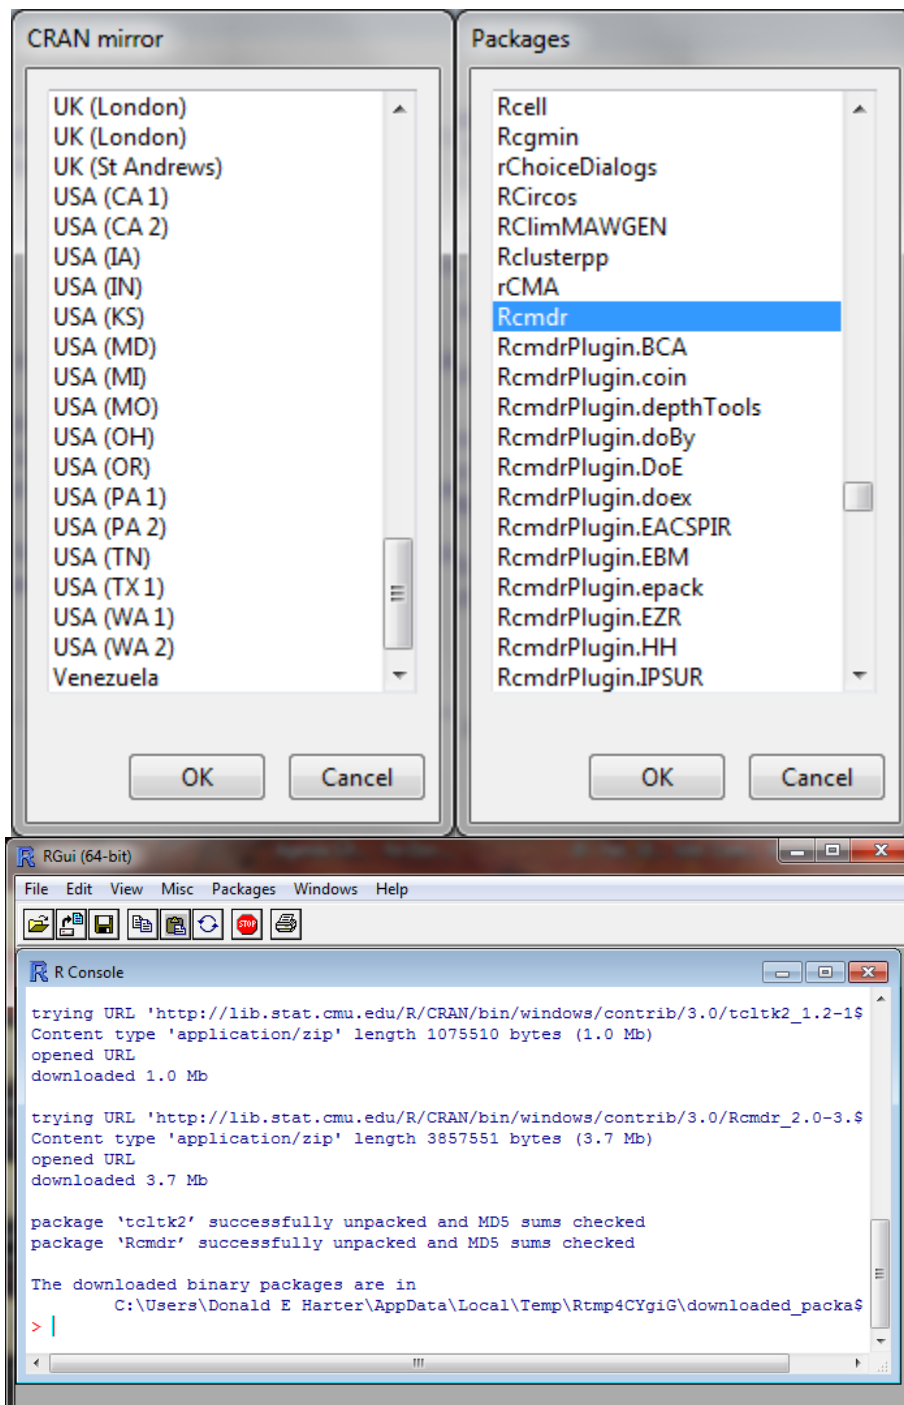 CRAN mirror
UK (London)
UK (London)
UK (St Andrews)
USA (CA 1)
USA (CA 2)
USA (IA)
USA (IN)
USA (KS)
USA (MD)
USA (MI)
USA (MO)
USA (OH)
USA (OR)
USA (PA 1)
USA (PA 2)
USA (TN)
USA (TX 1)
USA (WA 1)
USA (WA 2)
Venezuela
OK
Cancel
Packages
Rcell
Rcgmin
rChoiceDialogs
RCircos
RClimMAWGEN
Rclusterpp
rCMA
Rcmdr
RcmdrPlugin.BCA
RcmdrPlugin.coin
RcmdrPlugin.depthTools
RcmdrPlugin.doBy
RcmdrPlugin.DoE
RcmdrPlugin.doex
RcmdrPlugin.EACSPIR
RcmdrPlugin.EBM
RcmdrPlugin.epack
RcmdrPlugin.EZR
RcmdrPlugin.HH
RcmdrPlugin.IPSUR
OK
Cancel
R RGui (64-bit)
File Edit View Misc Packages Windows Help
STOP
R R Console
trying URL 'http://lib.stat.cmu.edu/R/CRAN/bin/windows/contrib/3.0/tcltk2_1.2-1$
Content type 'application/zip' length 1075510 bytes (1.0 Mb)
opened URL
downloaded 1.0 Mb
trying URL 'http://lib.stat.cmu.edu/R/CRAN/bin/windows/contrib/3.0/Rcmdr_2.0-3.$
Content type 'application/zip' length 3857551 bytes (3.7 Mb)
opened URL
downloaded 3.7 Mb
package ‘tcltk2’ successfully unpacked and MD5 sums checked
package ‘Rcmdr’ successfully unpacked and MD5 sums checked
The downloaded binary packages are in
C:\Users\Donald E Harter\AppData\Local\Temp\Rtmp4CYgiG\downloaded_packa$
>